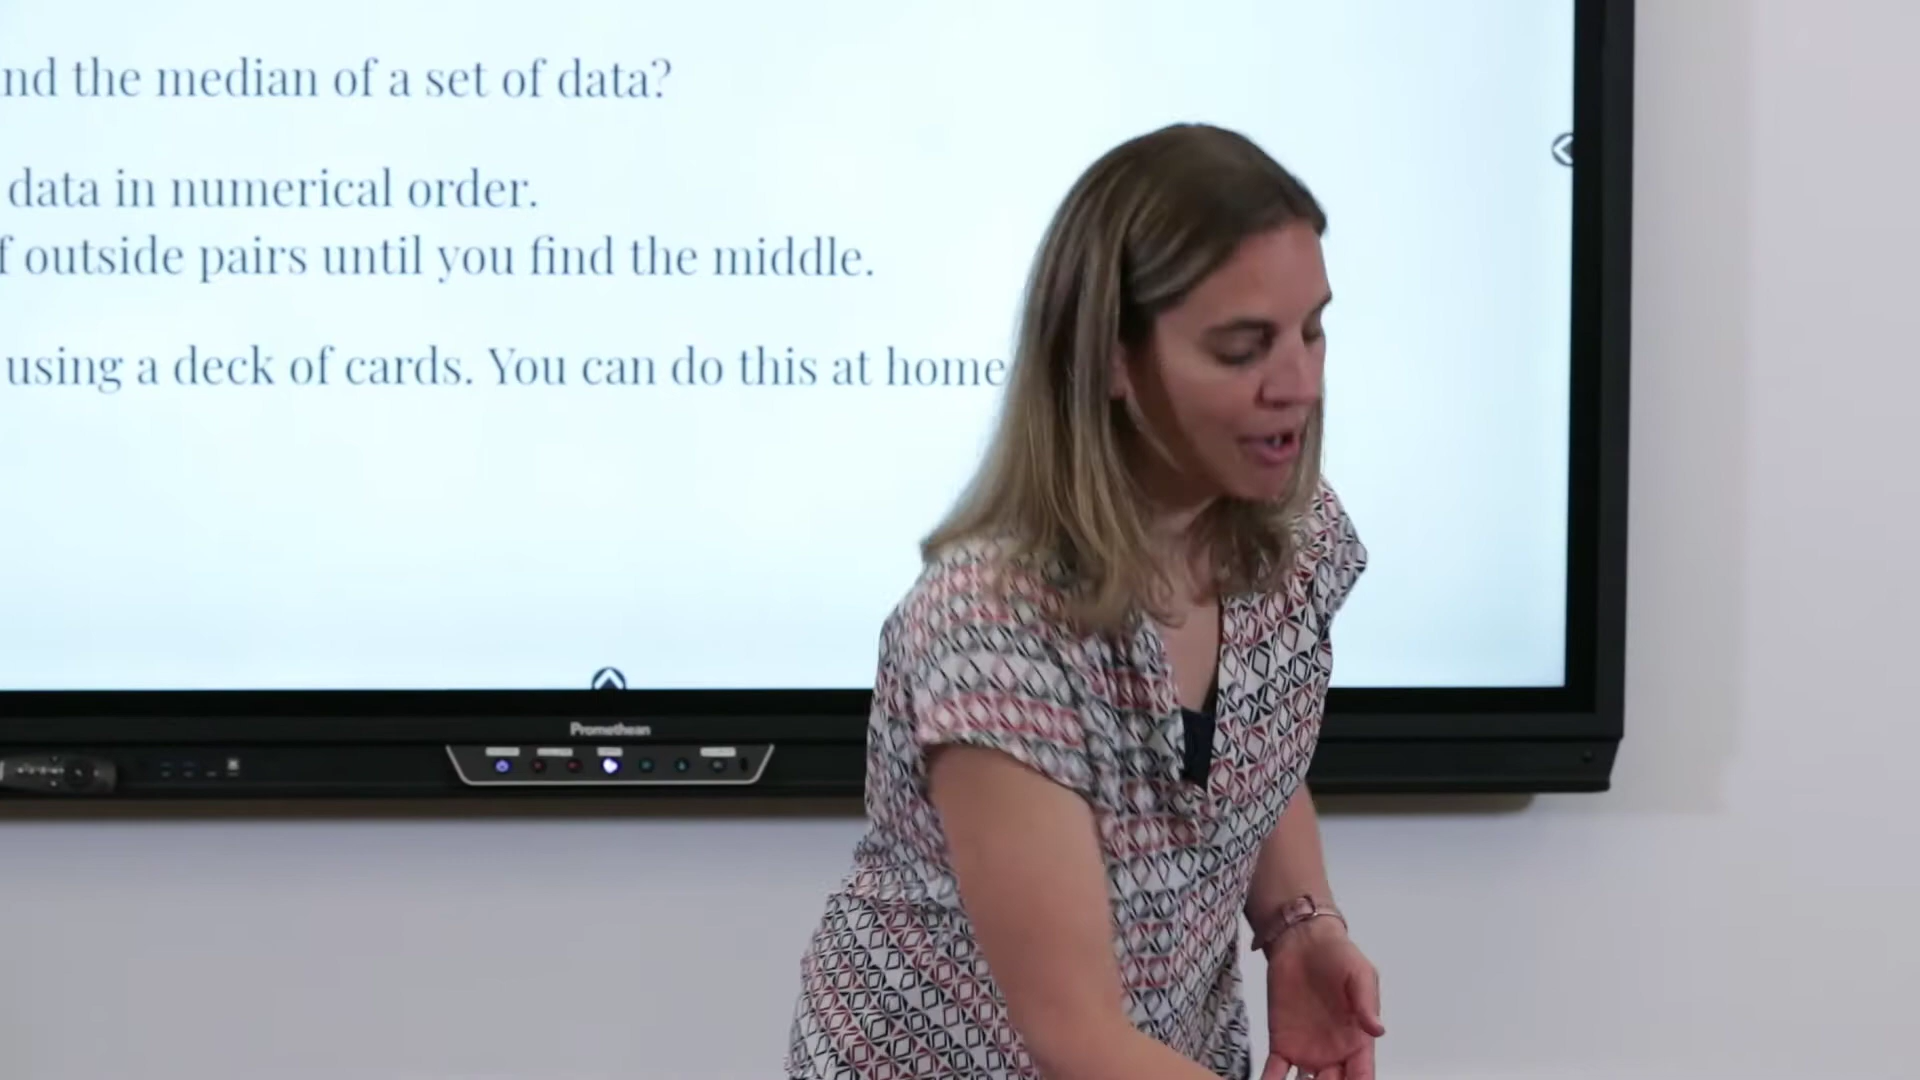 nd the median of a set of data?
data in numerical order.
f outside pairs until you find the middle.
using a deck of cards. You can do this at home
Promethean